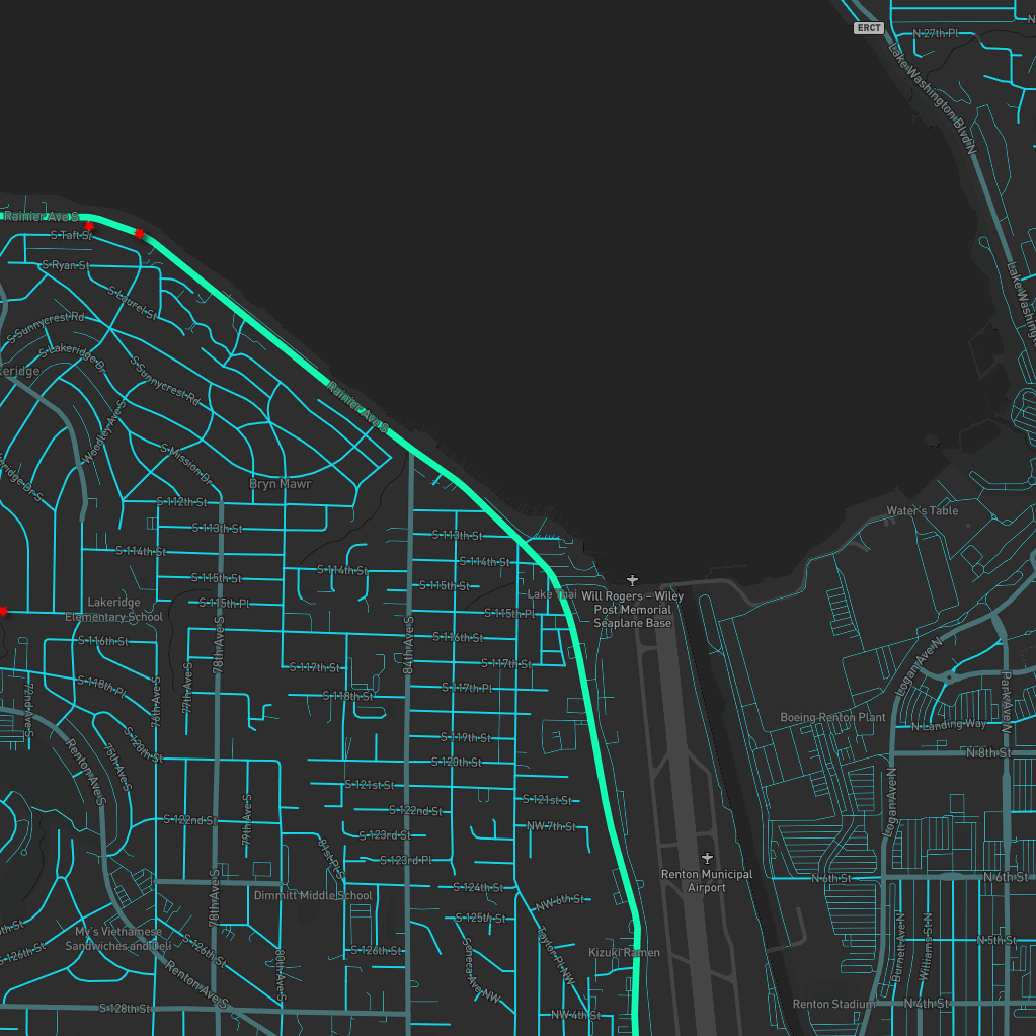 ERCT
N 27th Pl
Lake Washington Blvd N
Rainier Ave S
S Taft St
S Ryan St
S Laurel St
S Sunnycrest Rd
S Lakeridge Dr
S Sunnycrest Rd
Rainier Ave S
Woodley Ave S
S Mission Dr
Bryn Mawr
S 112th St
Water's Table
S 113th St
S 113th St
S 114th St
S 114th St
S 114th St
S 115th St
S 115th St
Lake Thai
Will Rogers – Wiley
Post Memorial
Seaplane Base
S 115th Pl
S 115th Pl
Lakeridge
Elementary School
S 116th St
S 116th St
78th Ave S
84th Ave S
S 117th St
S 117th St
Logan Ave N
S 118th Pl
S 117th Pl
S 118th St
72nd Ave S
76th Ave S
77th Ave S
Park Ave N
Boeing Renton Plant
N Landing Way
S 119th St
S 120th St
N 8th St
S 120th St
75th Ave S
Renton Ave S
S 121st St
S 121st St
S 122nd St
S 122nd St
79th Ave S
Logan Ave N
NW 7th St
S 123rd St
81st Pl S
S 123rd Pl
Renton Municipal
Airport
N 6th St
N 6th St
S 124th St
Dimmitt Middle School
78th Ave S
NW 6th St
S 125th St
My's Vietnamese
Sandwiches and Deli
S 126th St
S 126th St
S 126th St
Kizuki Ramen
Taylor Pl NW
Seneca Ave NW
Burnett Ave N
Williams Ave N
N 5th St
80th Ave S
Renton Ave S
S 128th St
NW 4th St
Renton Stadium
N 4th St